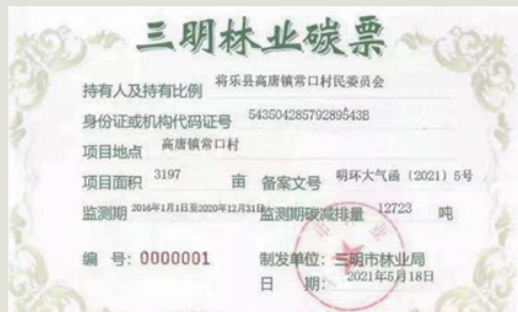 三明林业碳票
持有人及持有比例 将乐县高唐镇常口村民委员会
身份证或机构代码证号 54350428579289543B
项目地点 高唐镇常口村
项目面积 3197 亩 备案文号 明环大气函（2021）5号
监测期 2016年1月1日至2020年12月31日 监测期碳减排量 12723 吨
编 号：0000001 制发单位：三明市林业局
日 期：2021年5月18日